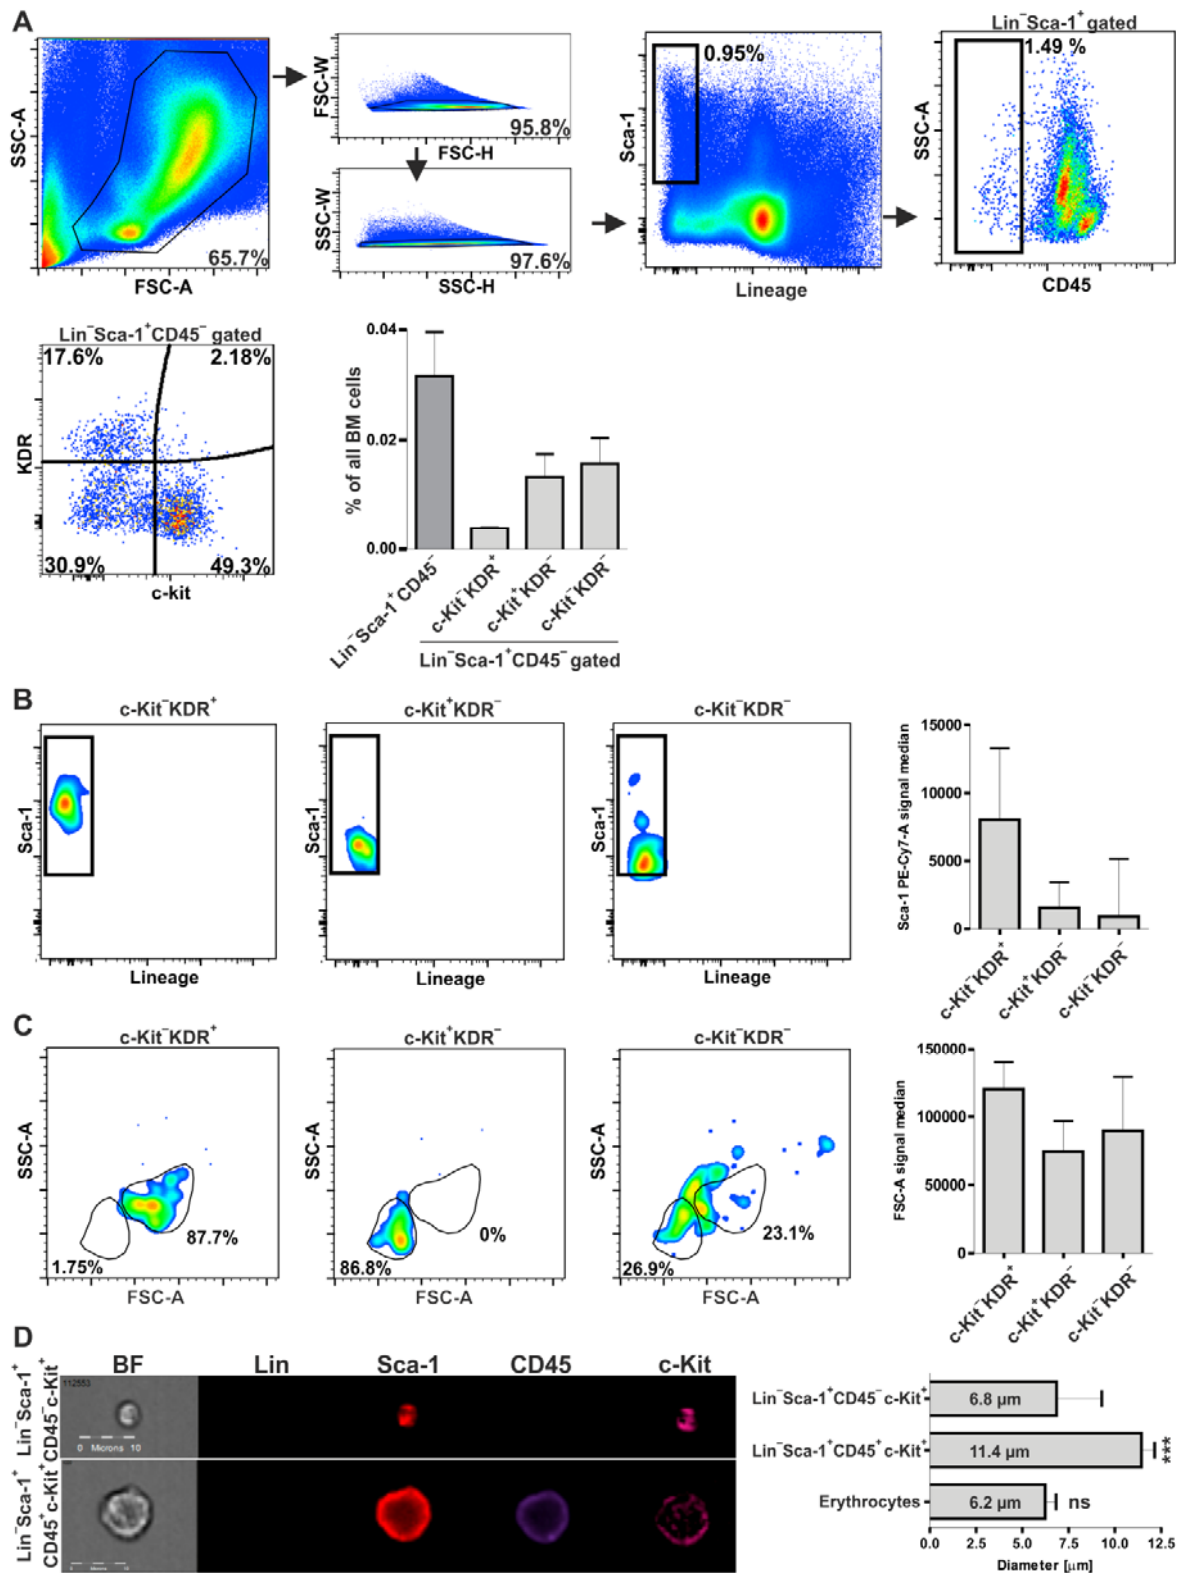 A
Lin⁻Sca-1⁺ gated
SSC-A
65.7%
FSC-A
FSC-W
95.8%
FSC-H
SSC-W
97.6%
SSC-H
Sca-1
0.95%
Lineage
SSC-A
1.49 %
CD45
Lin⁻Sca-1⁺CD45⁻ gated
17.6%
2.18%
KDR
30.9%
49.3%
c-kit
% of all BM cells
0.04
0.02
0.00
Lin⁻Sca-1⁺CD45⁻
c-Kit⁻KDR⁺
c-Kit⁺KDR⁻
c-Kit⁻KDR⁻
Lin⁻Sca-1⁺CD45⁻ gated
B
c-Kit⁻KDR⁺
c-Kit⁺KDR⁻
c-Kit⁻KDR⁻
Sca-1
Lineage
Sca-1
Lineage
Sca-1
Lineage
Sca-1 PE-Cy7-A signal median
15000
10000
5000
0
c-Kit⁻KDR⁺
c-Kit⁺KDR⁻
c-Kit⁻KDR⁻
C
c-Kit⁻KDR⁺
c-Kit⁺KDR⁻
c-Kit⁻KDR⁻
SSC-A
87.7%
1.75%
FSC-A
SSC-A
0%
86.8%
FSC-A
SSC-A
23.1%
26.9%
FSC-A
FSC-A signal median
150000
100000
50000
0
c-Kit⁻KDR⁺
c-Kit⁺KDR⁻
c-Kit⁻KDR⁻
D
BF
Lin
Sca-1
CD45
c-Kit
Lin⁻Sca-1⁺
CD45⁻c-Kit⁺
112553
0 Microns 10
Lin⁻Sca-1⁺
CD45⁺c-Kit⁺
0 Microns 10
Lin⁻Sca-1⁺CD45⁻c-Kit⁺
6.8 µm
Lin⁻Sca-1⁺CD45⁺c-Kit⁺
11.4 µm
***
Erythrocytes
6.2 µm
ns
0.0
2.5
5.0
7.5
10.0
12.5
Diameter [µm]